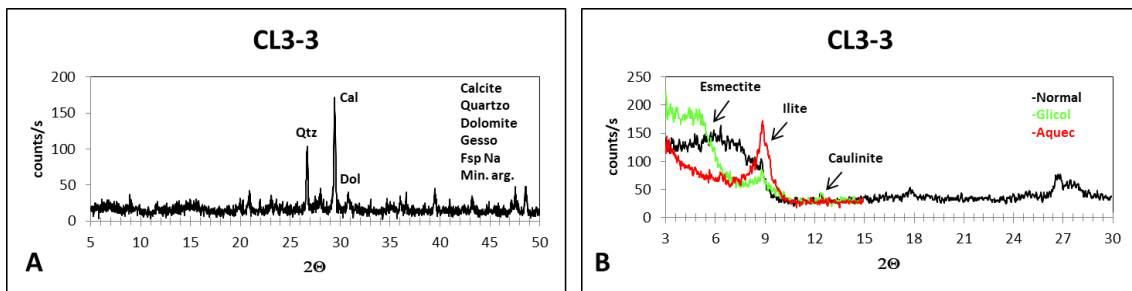 CL3-3
200
150
100
50
0
counts/s
Qtz
Cal
Dol
Calcite
Quartzo
Dolomite
Gesso
Fsp Na
Min. arg.
5 10 15 20 25 30 35 40 45 50
2Θ
A
CL3-3
250
200
150
100
50
0
counts/s
Esmectite
Ilite
Caulinite
-Normal
-Glicol
-Aquec
3 6 9 12 15 18 21 24 27 30
2Θ
B